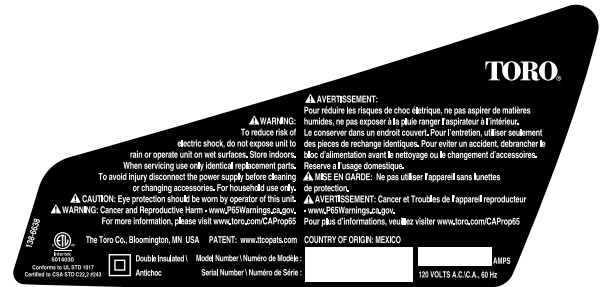 TORO®
⚠ WARNING:
To reduce risk of
electric shock, do not expose unit to
rain or operate unit on wet surfaces. Store indoors.
When servicing use only identical replacement parts.
To avoid injury disconnect the power supply before cleaning
or changing accessories. For household use only.
⚠ CAUTION: Eye protection should be worn by operator of this unit.
⚠ WARNING: Cancer and Reproductive Harm - www.P65Warnings.ca.gov.
For more information, please visit www.toro.com/CAProp65
⚠ AVERTISSEMENT:
Pour réduire les risques de choc életrique, ne pas aspirer de matières
humides, ne pas exposer à la pluie ranger l'aspirateur à l'intérieur.
Le conserver dans un endroit couvert. Pour l'entretien, utiliser seulement
des pieces de rechange identiques. Pour eviter un accident, debrancher le
bloc d'alimentation avant le nettoyage ou le changement d'accessoires.
Reserve a l'usage domestique.
⚠ MISE EN GARDE: Ne pas utiliser l'appareil sans lunettes
de protection.
⚠ AVERTISSEMENT: Cancer et Troubles de l'appareil reproducteur
- www.P65Warnings.ca.gov.
Pour plus d'informations, veuillez visiter www.toro.com/CAProp65
138-6638
ETL
Intertek
5014038
Conforms to UL STD 1017
Certified to CSA STD C22.2 #243
The Toro Co., Bloomington, MN USA PATENT: www.ttcopats.com COUNTRY OF ORIGIN: MEXICO
Double Insulated \
Antichoc
Model Number \ Numéro de Modèle :
Serial Number \ Numéro de Série :
AMPS
120 VOLTS A.C.\C.A., 60 Hz